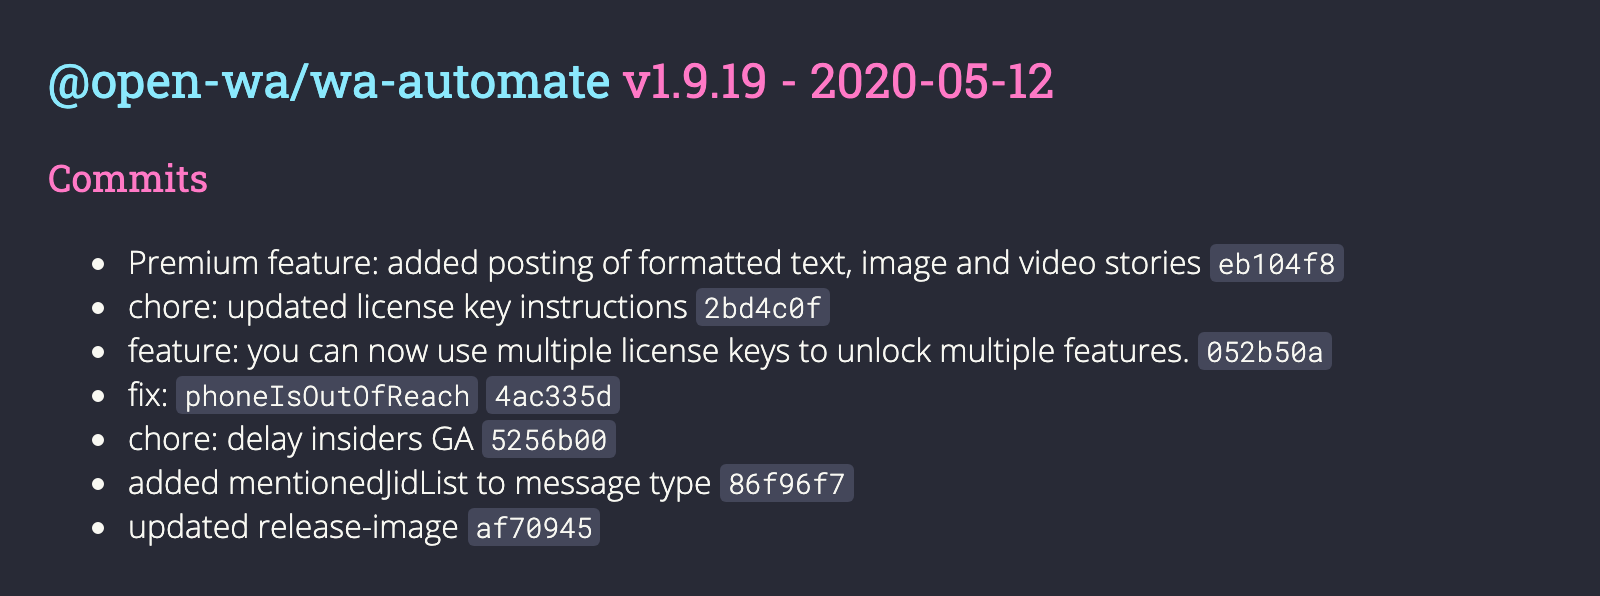 @open-wa/wa-automate v1.9.19 - 2020-05-12
Commits
Premium feature: added posting of formatted text, image and video stories eb104f8
chore: updated license key instructions 2bd4c0f
feature: you can now use multiple license keys to unlock multiple features. 052b50a
fix: phoneIsOutOfReach 4ac335d
chore: delay insiders GA 5256b00
added mentionedJidList to message type 86f96f7
updated release-image af70945